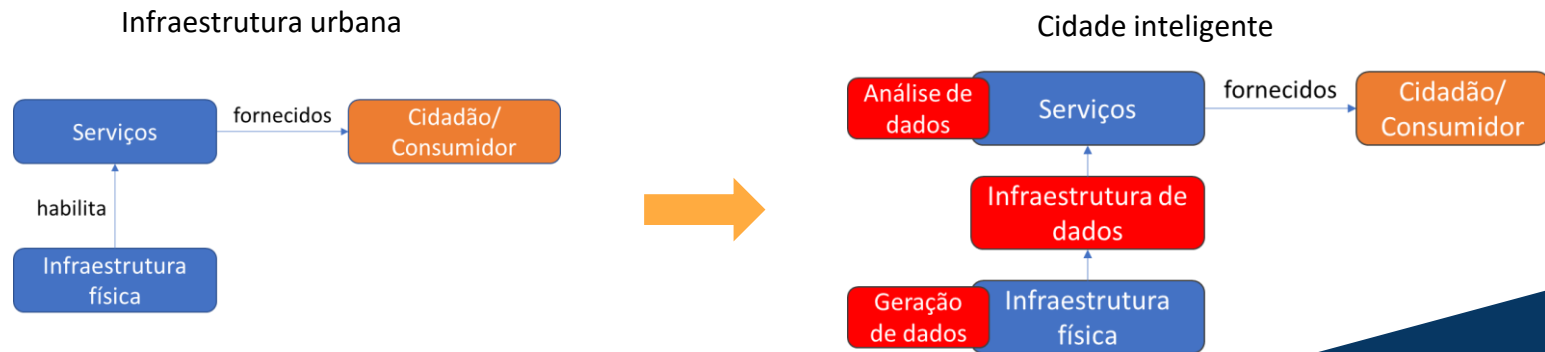 Infraestrutura urbana
Serviços
fornecidos
Cidadão/
Consumidor
habilita
Infraestrutura
física
Cidade inteligente
Análise de
dados
Serviços
fornecidos
Cidadão/
Consumidor
Infraestrutura de
dados
Geração
de dados
Infraestrutura
física